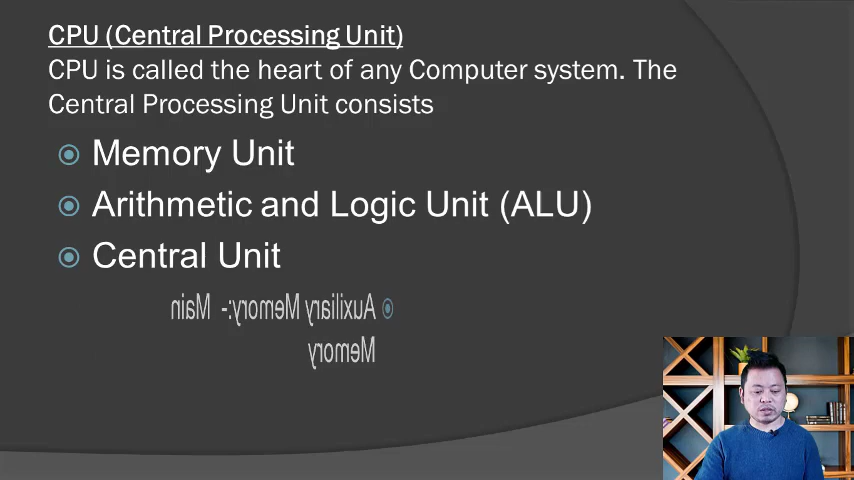 CPU (Central Processing Unit)
CPU is called the heart of any Computer system. The
Central Processing Unit consists
Memory Unit
Arithmetic and Logic Unit (ALU)
Central Unit
Auxiliary Memory:- Main
Memory